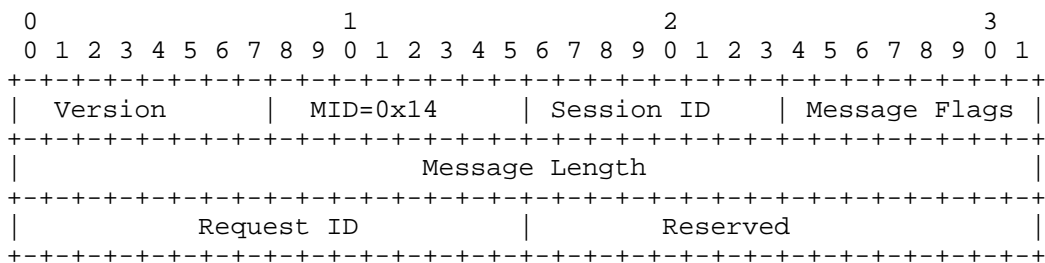 0                   1                   2                   3
 0 1 2 3 4 5 6 7 8 9 0 1 2 3 4 5 6 7 8 9 0 1 2 3 4 5 6 7 8 9 0 1
+-+-+-+-+-+-+-+-+-+-+-+-+-+-+-+-+-+-+-+-+-+-+-+-+-+-+-+-+-+-+-+-+
|  Version      |  MID=0x14     | Session ID    | Message Flags |
+-+-+-+-+-+-+-+-+-+-+-+-+-+-+-+-+-+-+-+-+-+-+-+-+-+-+-+-+-+-+-+-+
|                         Message Length                        |
+-+-+-+-+-+-+-+-+-+-+-+-+-+-+-+-+-+-+-+-+-+-+-+-+-+-+-+-+-+-+-+-+
|           Request ID          |        Reserved               |
+-+-+-+-+-+-+-+-+-+-+-+-+-+-+-+-+-+-+-+-+-+-+-+-+-+-+-+-+-+-+-+-+